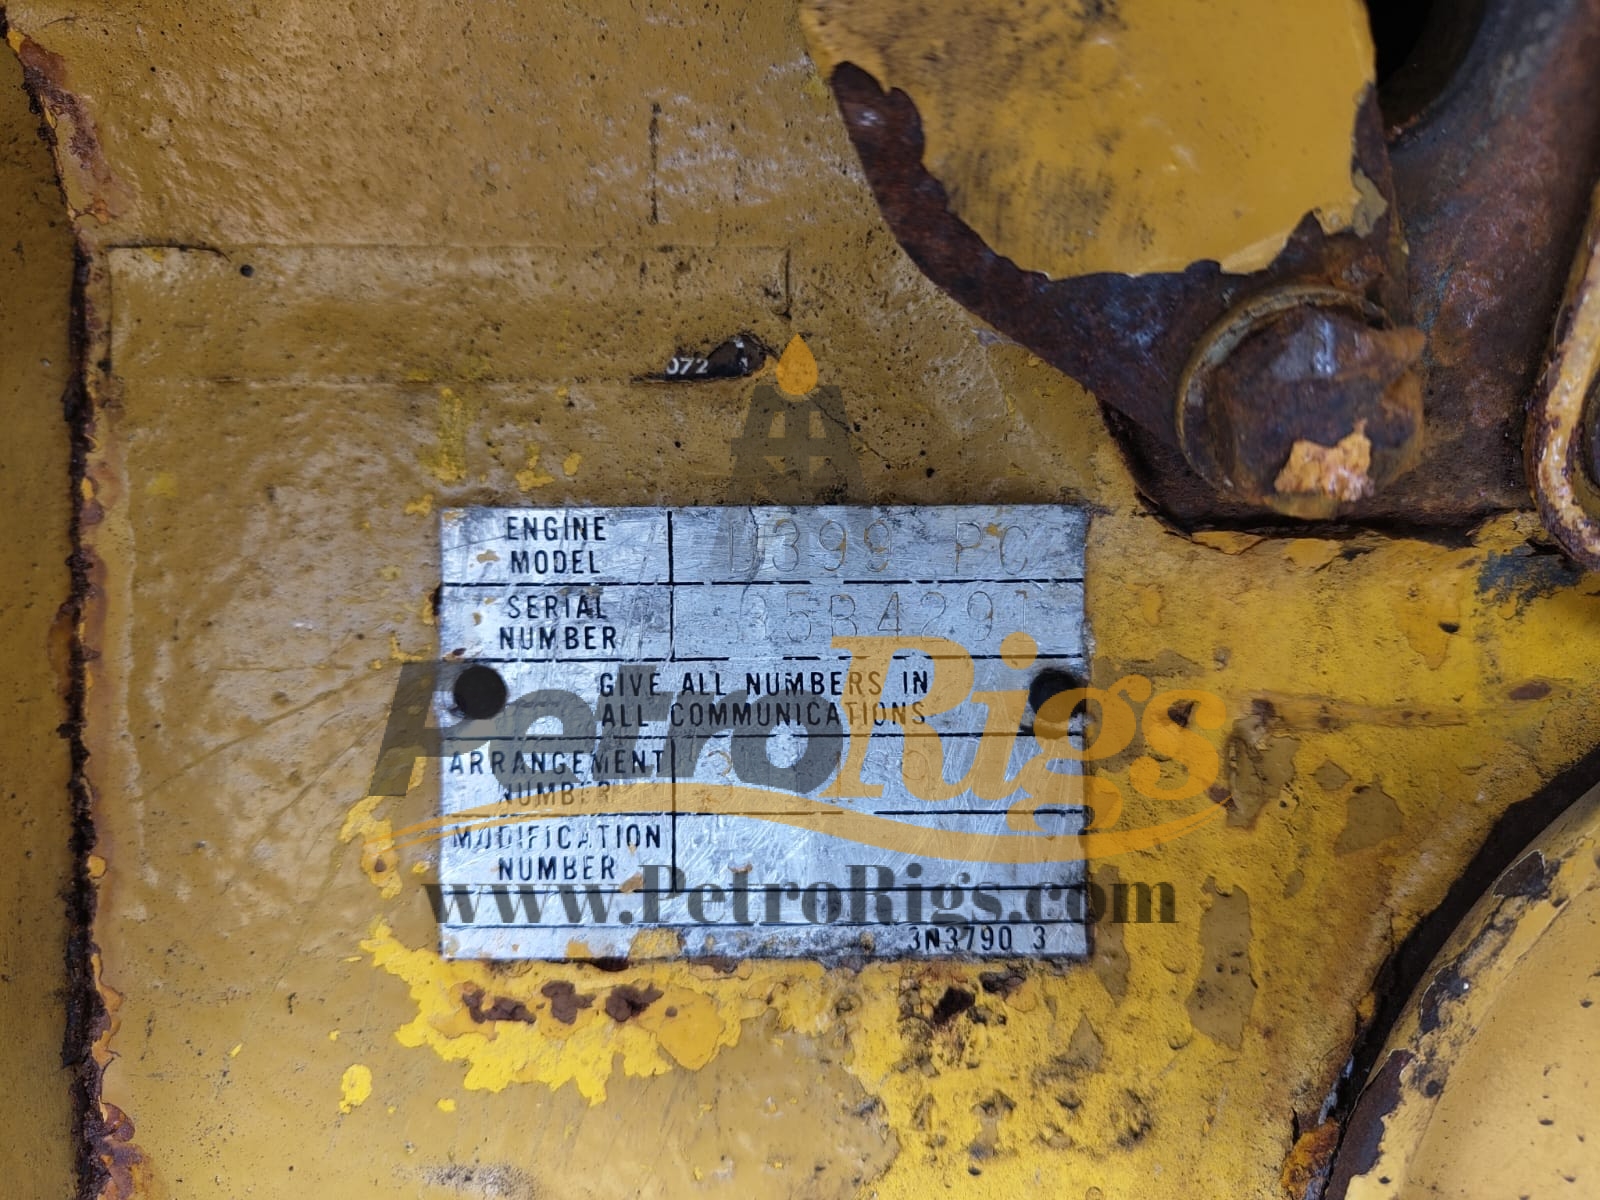 072
ENGINE
MODEL
D399 PC
SERIAL
NUMBER
GIVE ALL NUMBERS IN
ALL COMMUNICATIONS
PetroRigs
ARRANGEMENT
NUMBER
MODIFICATION
NUMBER
www.PetroRigs.com
3N3790 3